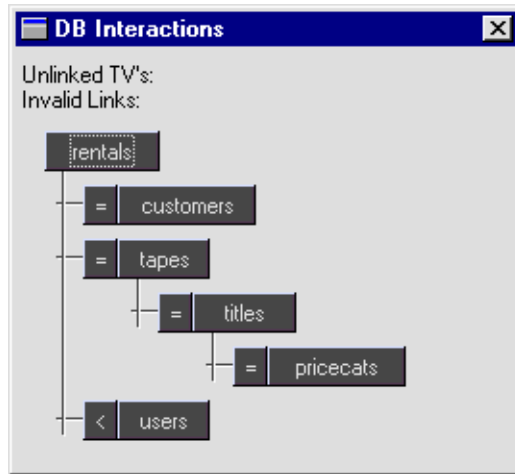 DB Interactions
Unlinked TV's:
Invalid Links:
rentals
= customers
= tapes
= titles
= pricecats
< users